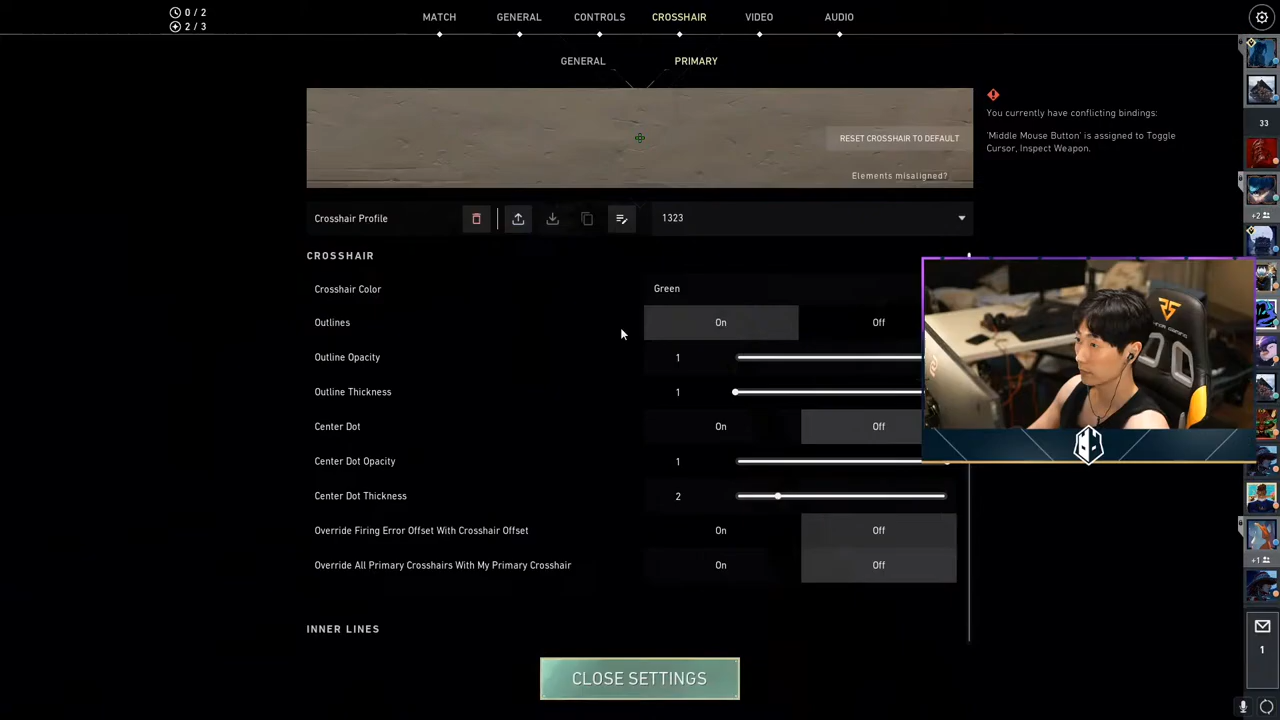 0 / 2
2 / 3
MATCH GENERAL CONTROLS CROSSHAIR VIDEO AUDIO
GENERAL PRIMARY
RESET CROSSHAIR TO DEFAULT
Elements misaligned?
You currently have conflicting bindings:
'Middle Mouse Button' is assigned to Toggle
Cursor, Inspect Weapon.
33
+2
Crosshair Profile 1323
CROSSHAIR
Crosshair Color Green
Outlines On Off
Outline Opacity 1
Outline Thickness 1
Center Dot On Off
Center Dot Opacity 1
Center Dot Thickness 2
Override Firing Error Offset With Crosshair Offset On Off
Override All Primary Crosshairs With My Primary Crosshair On Off
+1
INNER LINES
1
CLOSE SETTINGS